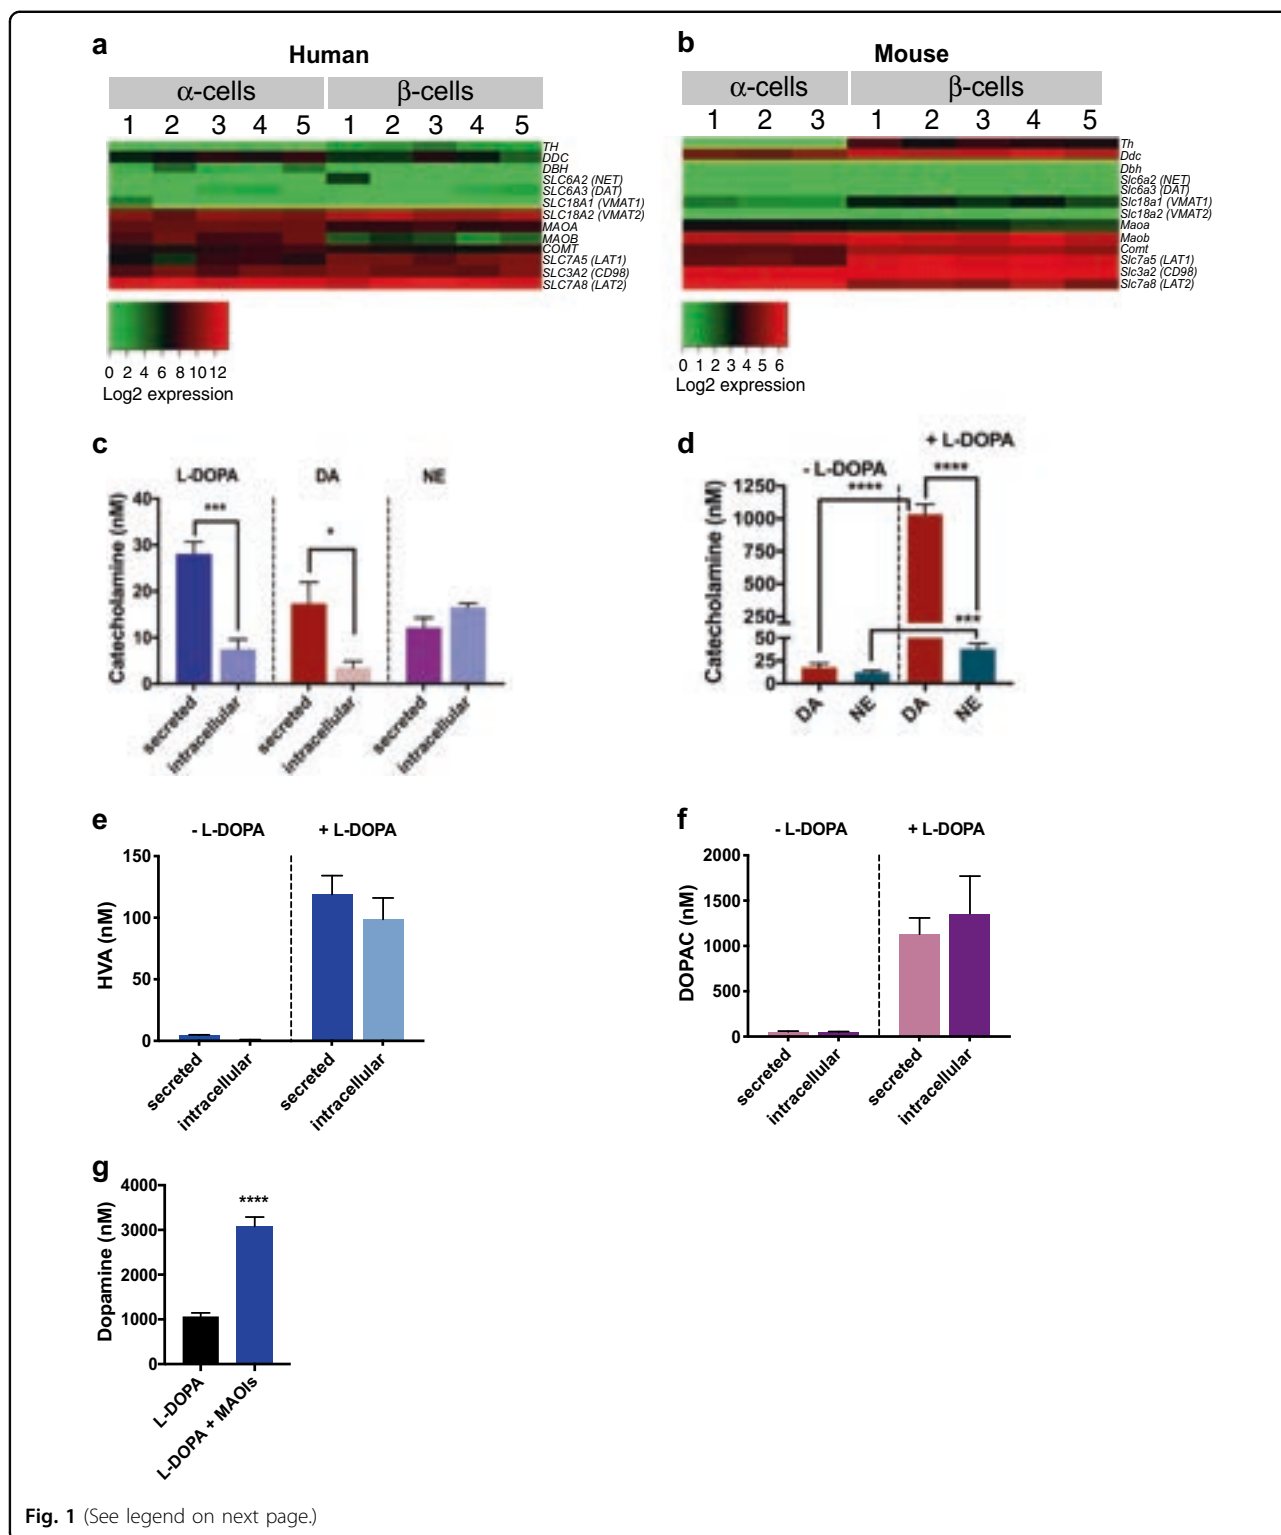 a
Human
α-cells β-cells
1 2 3 4 5 1 2 3 4 5
TH
DDC
DBH
SLC6A2 (NET)
SLC6A3 (DAT)
SLC18A1 (VMAT1)
SLC18A2 (VMAT2)
MAOA
MAOB
COMT
SLC7A5 (LAT1)
SLC3A2 (CD98)
SLC7A8 (LAT2)
0 2 4 6 8 10 12
Log2 expression
b
Mouse
α-cells β-cells
1 2 3 1 2 3 4 5
Th
Ddc
Dbh
Slc6a2 (NET)
Slc6a3 (DAT)
Slc18a1 (VMAT1)
Slc18a2 (VMAT2)
Maoa
Maob
Comt
Slc7a5 (LAT1)
Slc3a2 (CD98)
Slc7a8 (LAT2)
0 1 2 3 4 5 6
Log2 expression
c
L-DOPA DA NE
Catecholamine (nM)
40
30
20
10
0
***
*
secreted
intracellular
secreted
intracellular
secreted
intracellular
d
+ L-DOPA
- L-DOPA
****
****
***
Catecholamine (nM)
1250
1000
750
500
250
50
25
0
DA
NE
DA
NE
e
- L-DOPA + L-DOPA
HVA (nM)
150
100
50
0
secreted
intracellular
secreted
intracellular
f
- L-DOPA + L-DOPA
DOPAC (nM)
2000
1500
1000
500
0
secreted
intracellular
secreted
intracellular
g
Dopamine (nM)
4000
3000
2000
1000
0
****
L-DOPA
L-DOPA + MAOIs
Fig. 1 (See legend on next page.)